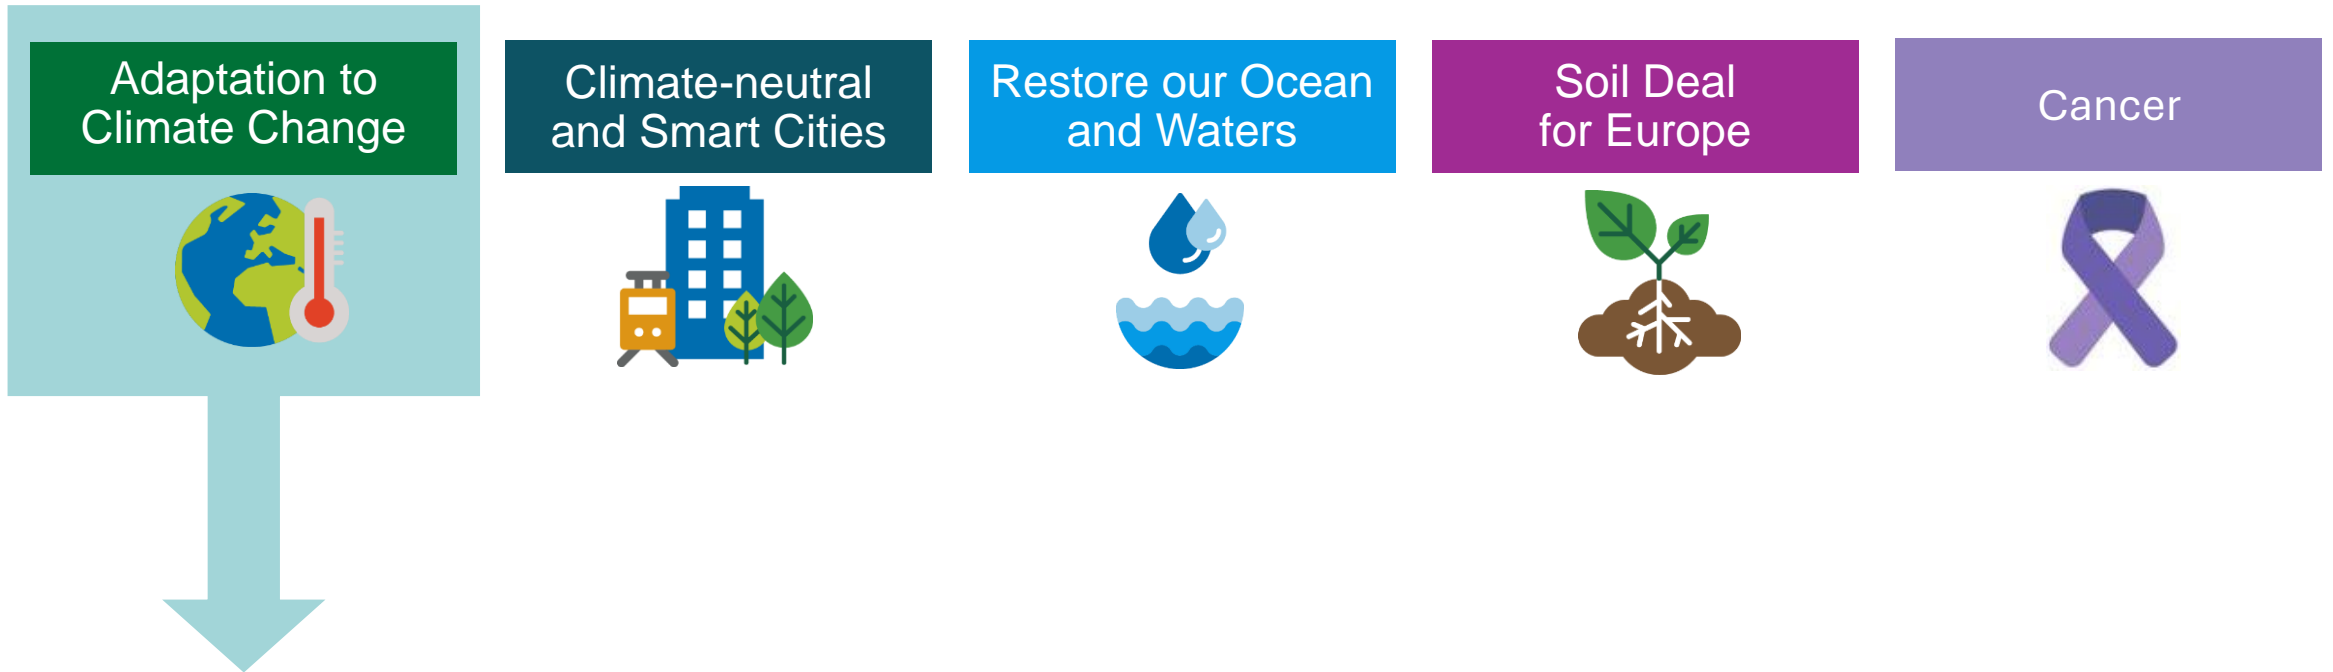 Adaptation to
Climate Change
Climate-neutral
and Smart Cities
Restore our Ocean
and Waters
Soil Deal
for Europe
Cancer